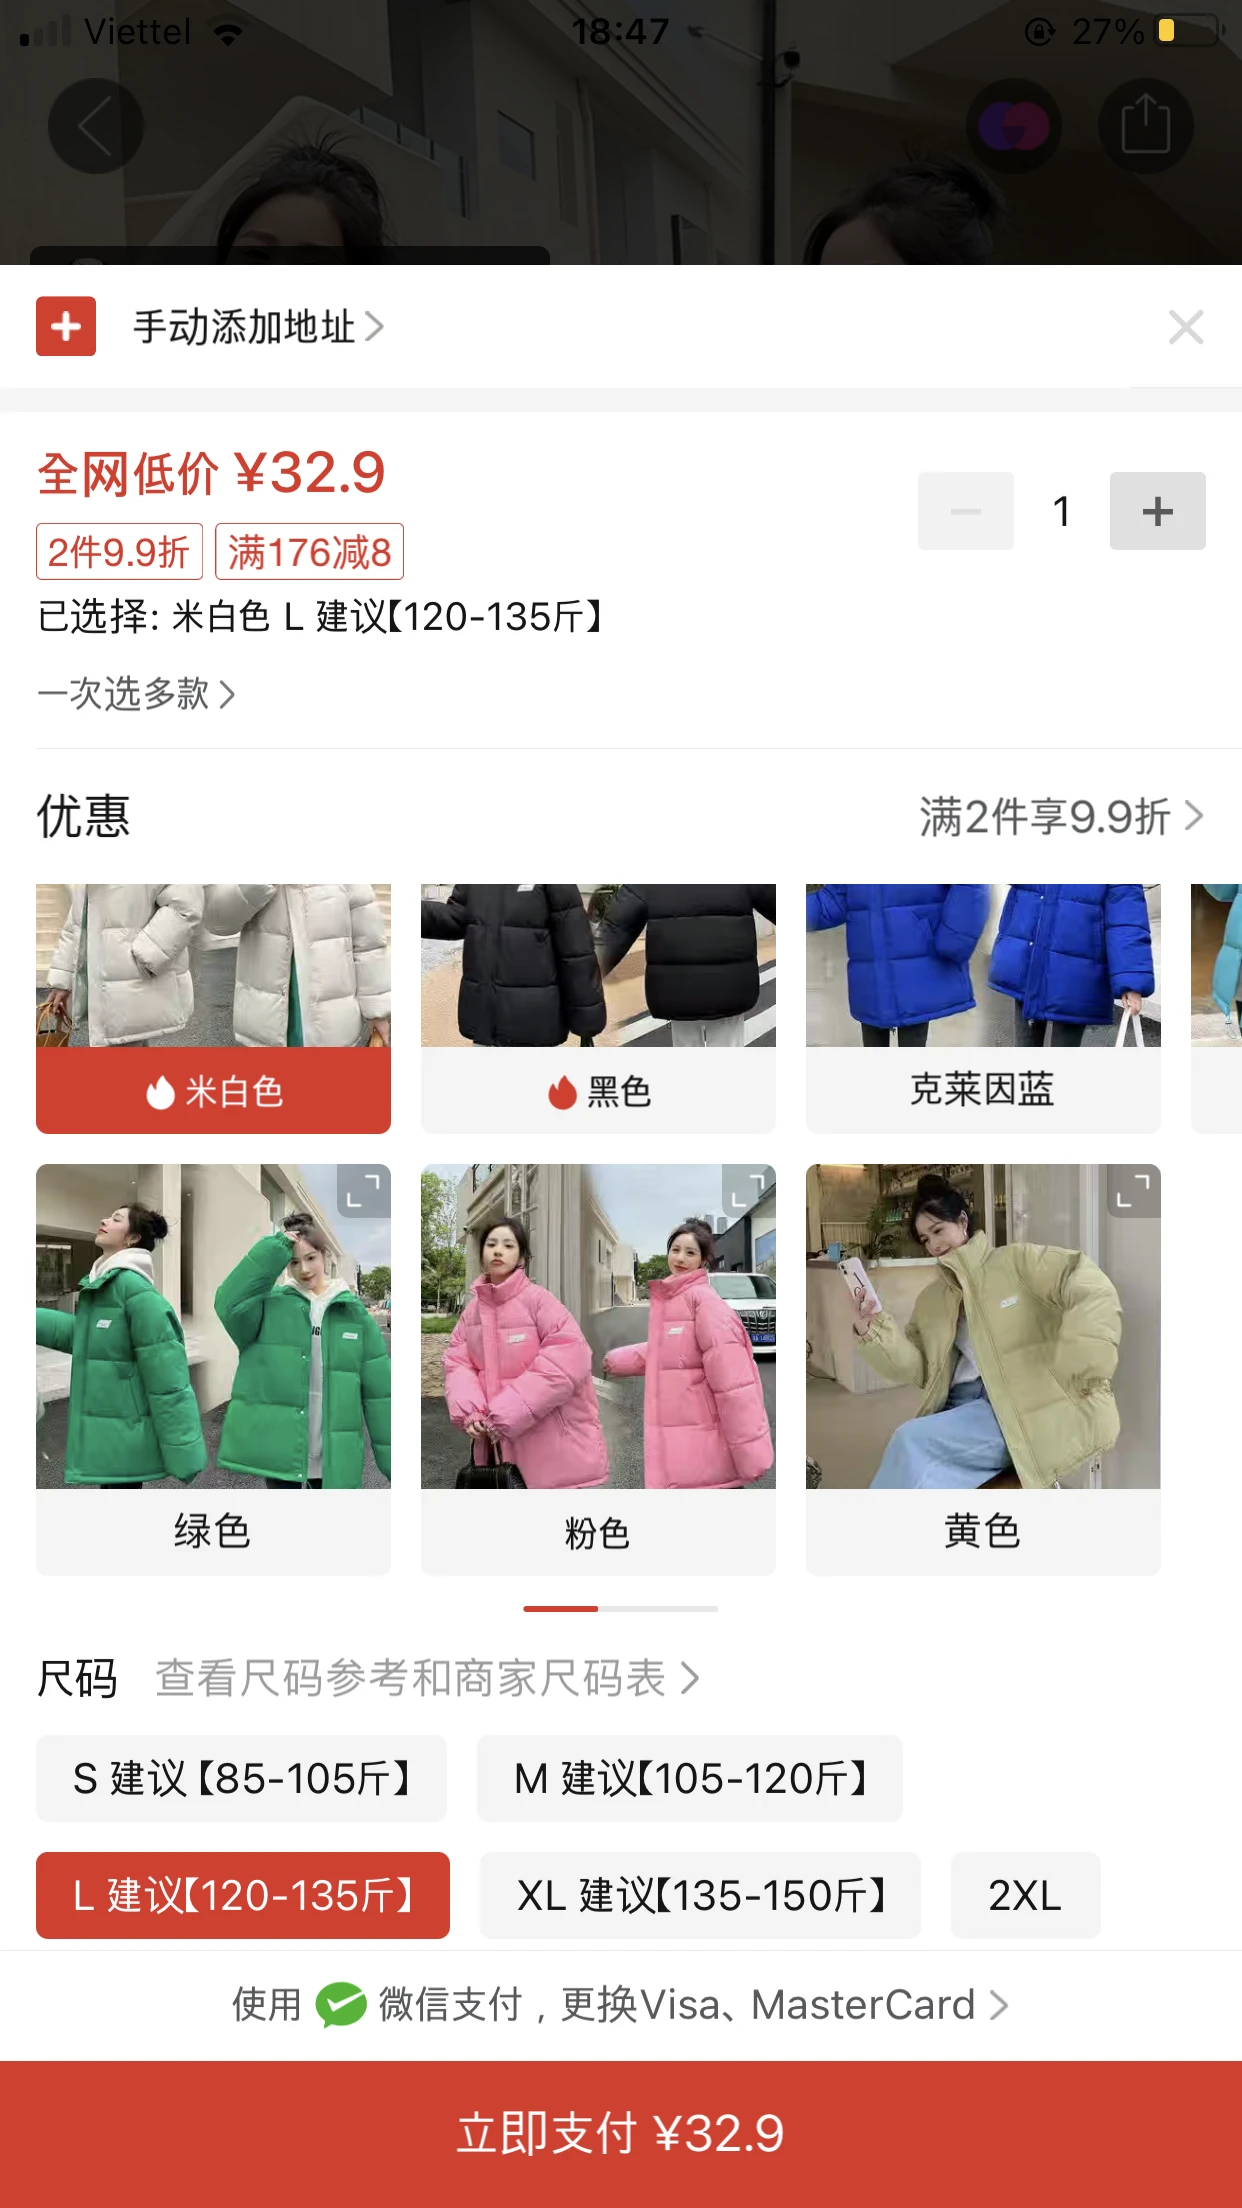 Viettel
18:47
27%
手动添加地址
全网低价 ¥32.9
1
2件9.9折
满176减8
已选择: 米白色 L 建议【120-135斤】
一次选多款
优惠
满2件享9.9折
米白色
黑色
克莱因蓝
绿色
粉色
黄色
尺码 查看尺码参考和商家尺码表
S 建议【85-105斤】
M 建议【105-120斤】
L 建议【120-135斤】
XL 建议【135-150斤】
2XL
使用 微信支付，更换Visa、MasterCard
立即支付 ¥32.9